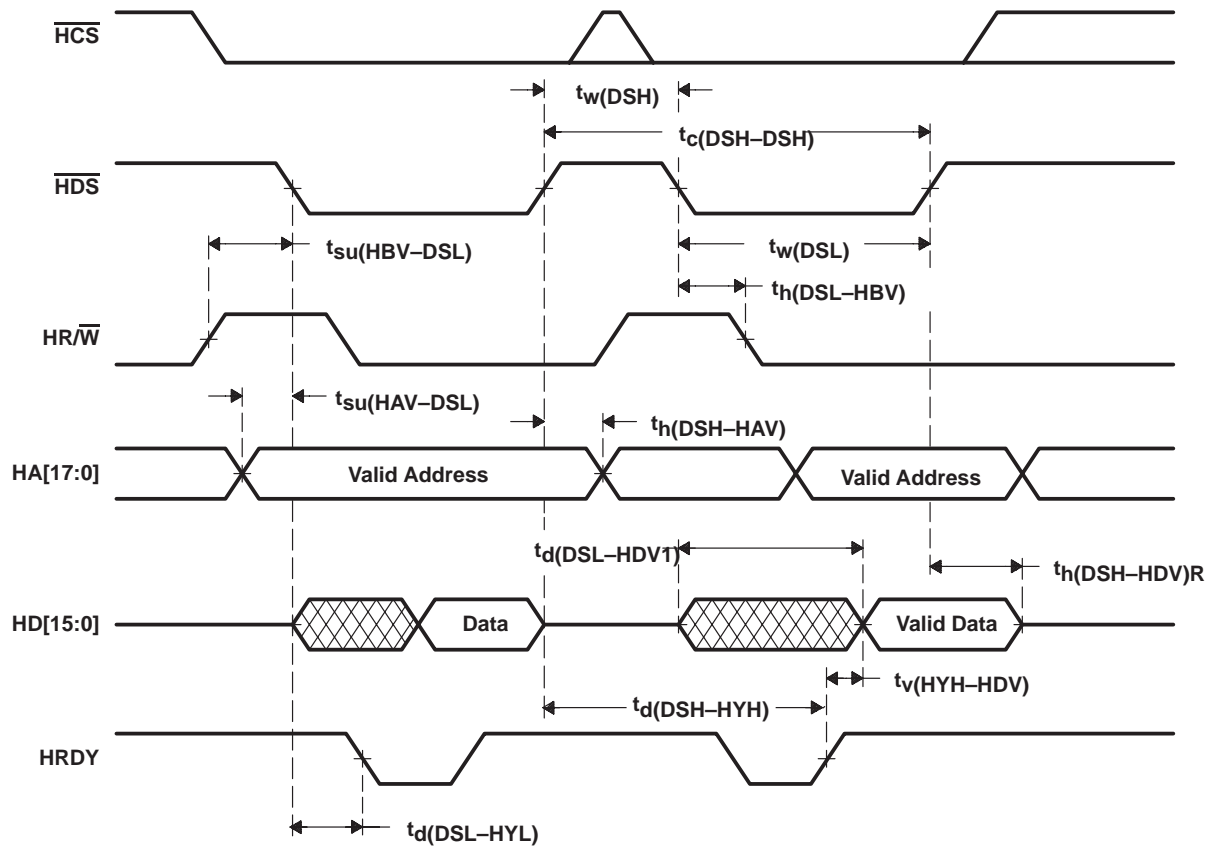 HCS
tw(DSH)
tc(DSH–DSH)
HDS
tsu(HBV–DSL)
tw(DSL)
th(DSL–HBV)
HR/W
tsu(HAV–DSL)
th(DSH–HAV)
HA[17:0]
Valid Address
Valid Address
td(DSL–HDV1)
th(DSH–HDV)R
HD[15:0]
Data
Valid Data
tv(HYH–HDV)
td(DSH–HYH)
HRDY
td(DSL–HYL)